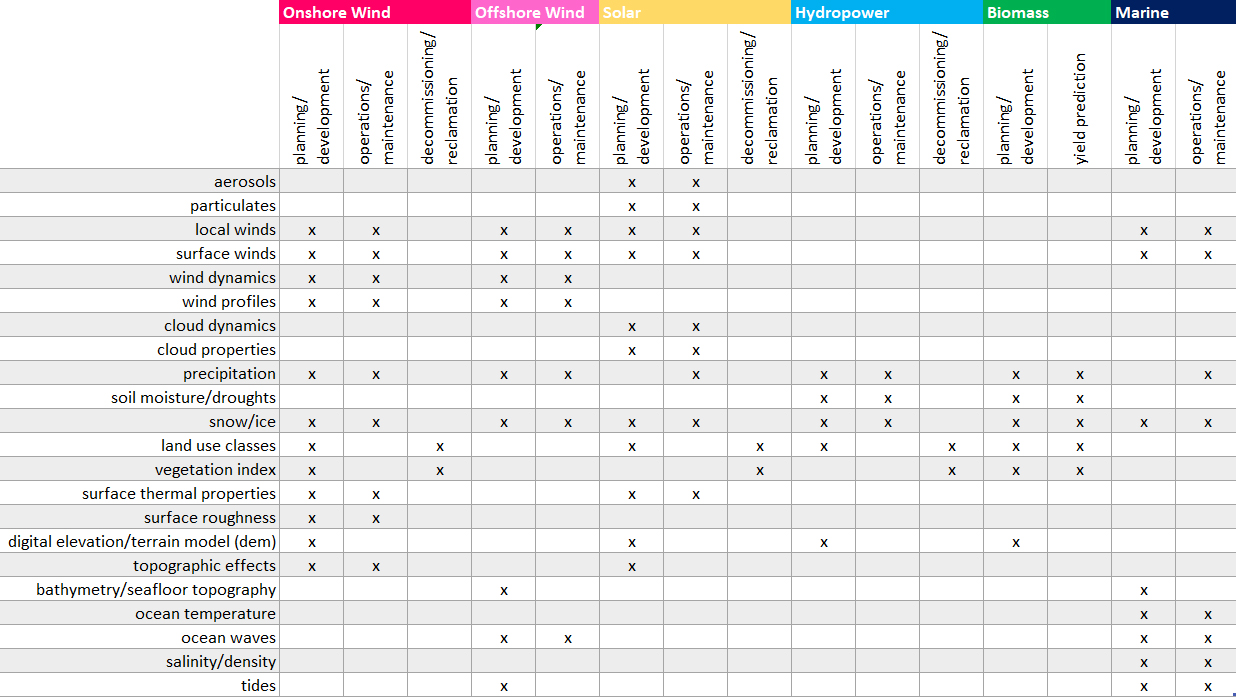 Onshore Wind Offshore Wind Solar Hydropower Biomass Marine
planning/
development
operations/
maintenance
decommissioning/
reclamation
planning/
development
operations/
maintenance
planning/
development
operations/
maintenance
decommissioning/
reclamation
planning/
development
operations/
maintenance
decommissioning/
reclamation
planning/
development
yield prediction
planning/
development
operations/
maintenance
aerosols x x
particulates x x
local winds x x x x x x x x
surface winds x x x x x x x x
wind dynamics x x x x
wind profiles x x x x
cloud dynamics x x
cloud properties x x
precipitation x x x x x x x x x x
soil moisture/droughts x x x x
snow/ice x x x x x x x x x x x x
land use classes x x x x x x x x
vegetation index x x x x x x
surface thermal properties x x x x
surface roughness x x
digital elevation/terrain model (dem) x x x x
topographic effects x x x
bathymetry/seafloor topography x x
ocean temperature x x
ocean waves x x x x
salinity/density x x
tides x x x